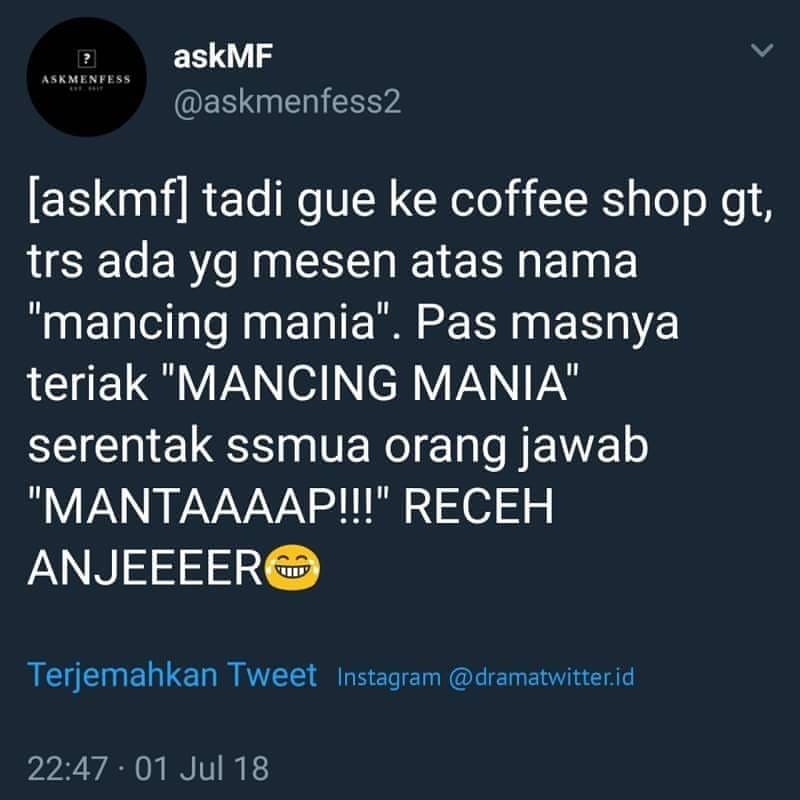 ?
ASKMENFESS
EST. 2017
askMF
@askmenfess2
[askmf] tadi gue ke coffee shop gt,
trs ada yg mesen atas nama
"mancing mania". Pas masnya
teriak "MANCING MANIA"
serentak ssmua orang jawab
"MANTAAAAP!!!" RECEH
ANJEEEER😂
Terjemahkan Tweet Instagram @dramatwitter.id
22:47 · 01 Jul 18